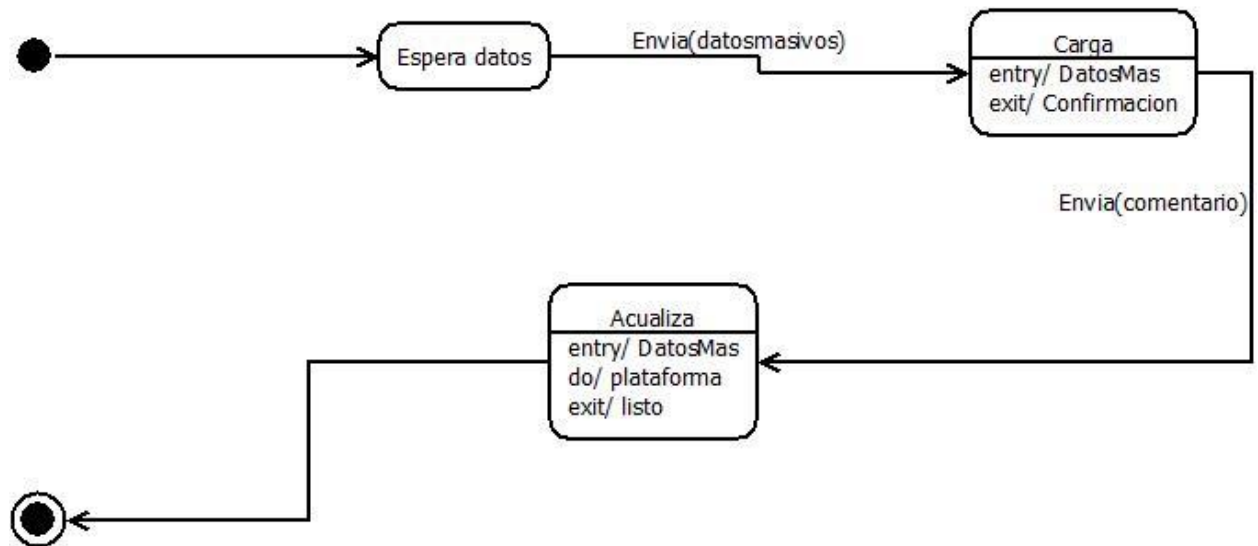 Espera datos
Envia(datosmasivos)
Carga
entry/ DatosMas
exit/ Confirmacion
Envia(comentario)
Acualiza
entry/ DatosMas
do/ plataforma
exit/ listo